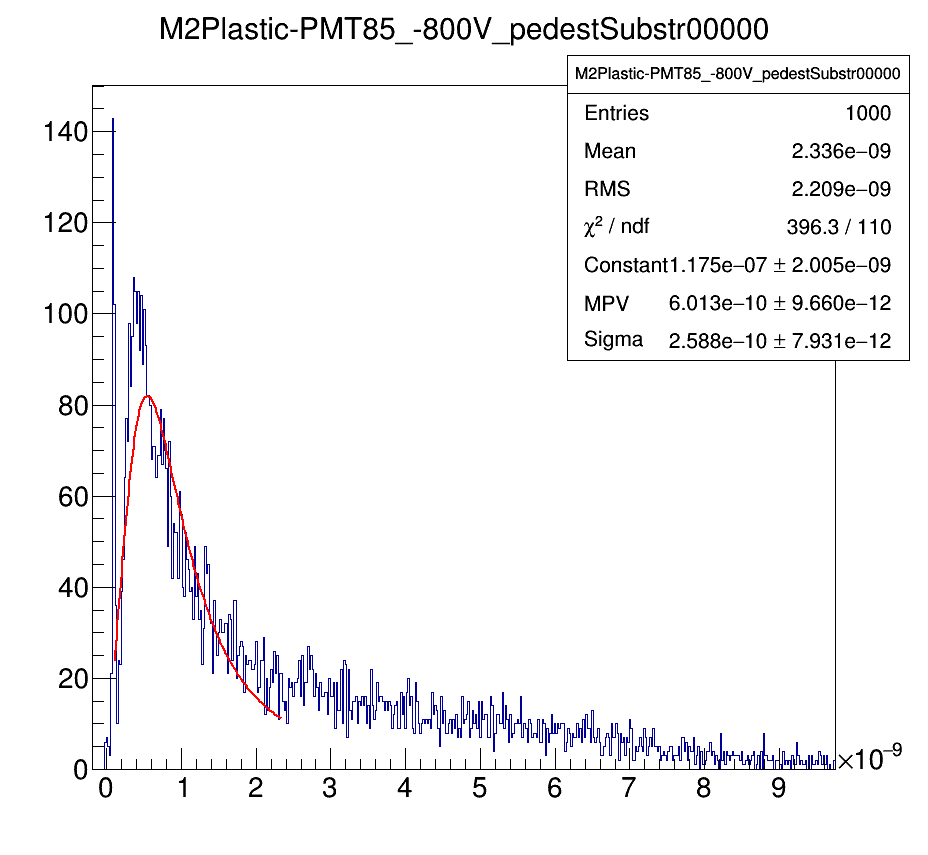 M2Plastic-PMT85_-800V_pedestSubstr00000
M2Plastic-PMT85_-800V_pedestSubstr00000
Entries 1000
Mean 2.336e−09
RMS 2.209e−09
χ² / ndf 396.3 / 110
Constant 1.175e−07 ± 2.005e−09
MPV 6.013e−10 ± 9.660e−12
Sigma 2.588e−10 ± 7.931e−12
140
120
100
80
60
40
20
0
0 1 2 3 4 5 6 7 8 9
×10⁻⁹